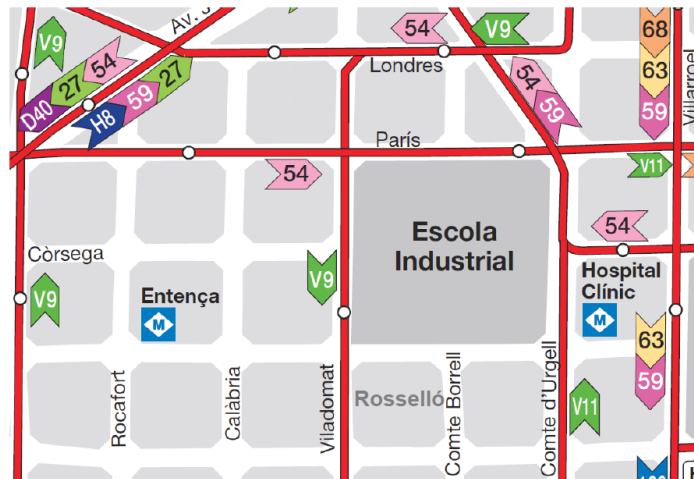 V9
54
27
D40
Av. J
27
59
H8
54
V9
Londres
54
59
68
63
59
Villarroel
París
54
V11
Escola
Industrial
54
Còrsega
V9
Entença
M
V9
Hospital
Clínic
M
63
59
Rocafort
Calàbria
Viladomat
Rosselló
Comte Borrell
Comte d'Urgell
V11
H